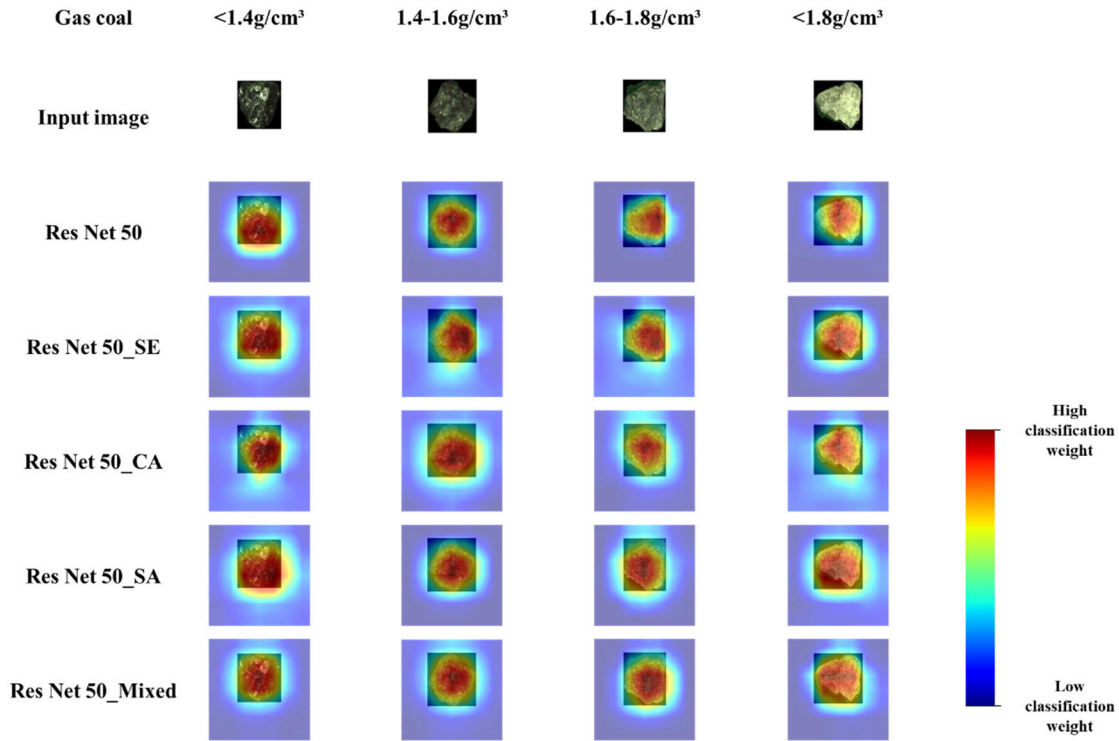 Gas coal <1.4g/cm³ 1.4-1.6g/cm³ 1.6-1.8g/cm³ <1.8g/cm³
Input image
Res Net 50
Res Net 50_SE
Res Net 50_CA
Res Net 50_SA
Res Net 50_Mixed
High
classification
weight
Low
classification
weight